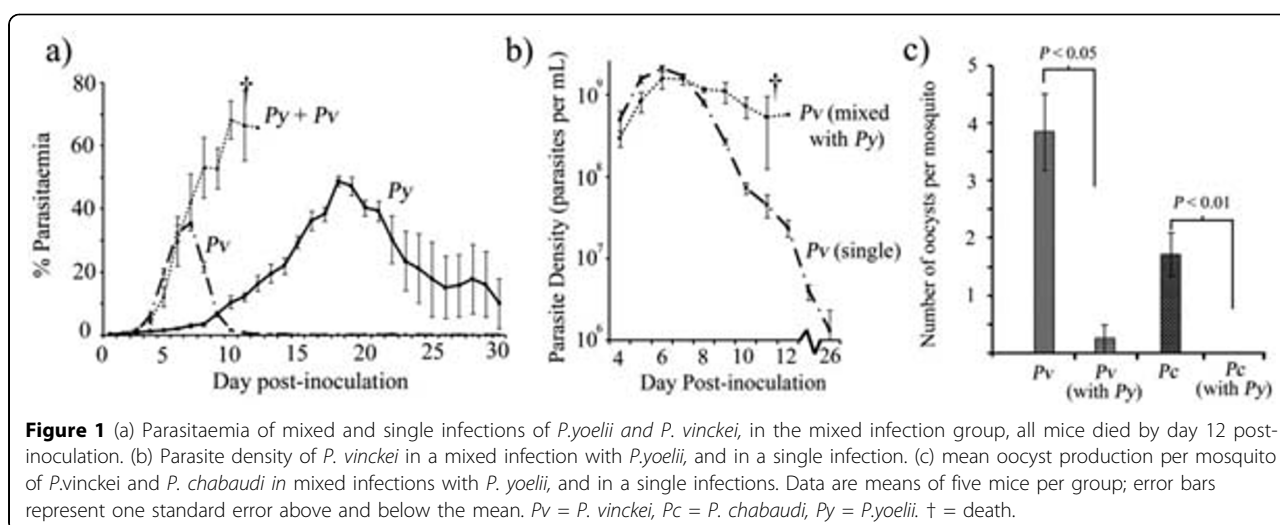 a)
% Parasitaemia
80
60
40
20
0
†
Py + Pv
Py
Pv
0 5 10 15 20 25 30
Day post-inoculation
b)
Parasite Density (parasites per mL)
10⁹
10⁸
10⁷
10⁶
†
Pv (mixed
with Py)
Pv (single)
4 6 8 10 12 26
Day Post-inoculation
c)
Number of oocysts per mosquito
5
4
3
2
1
P < 0.05
P < 0.01
Pv
Pv
(with Py)
Pc
Pc
(with Py)
Figure 1 (a) Parasitaemia of mixed and single infections of P.yoelii and P. vinckei, in the mixed infection group, all mice died by day 12 post-
inoculation. (b) Parasite density of P. vinckei in a mixed infection with P.yoelii, and in a single infection. (c) mean oocyst production per mosquito
of P.vinckei and P. chabaudi in mixed infections with P. yoelii, and in a single infections. Data are means of five mice per group; error bars
represent one standard error above and below the mean. Pv = P. vinckei, Pc = P. chabaudi, Py = P.yoelii. † = death.